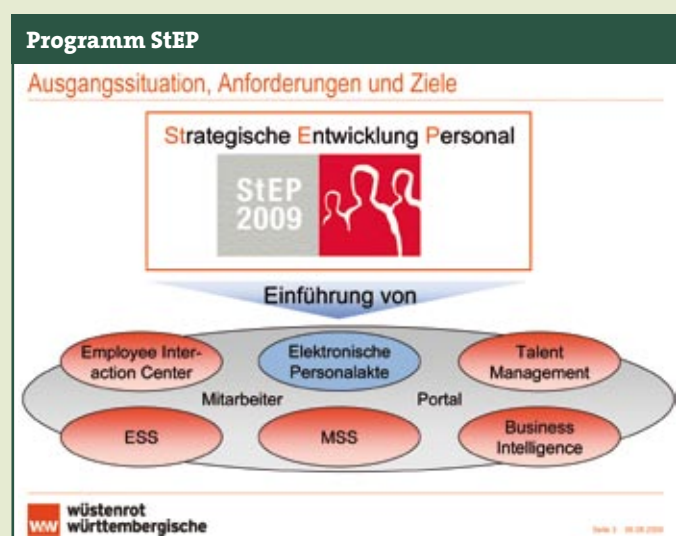 Programm StEP
Ausgangssituation, Anforderungen und Ziele
Strategische Entwicklung Personal
StEP
2009
Einführung von
Employee Inter-
action Center
Elektronische
Personalakte
Talent
Management
Mitarbeiter Portal
ESS
MSS
Business
Intelligence
wüstenrot
württembergische
ww